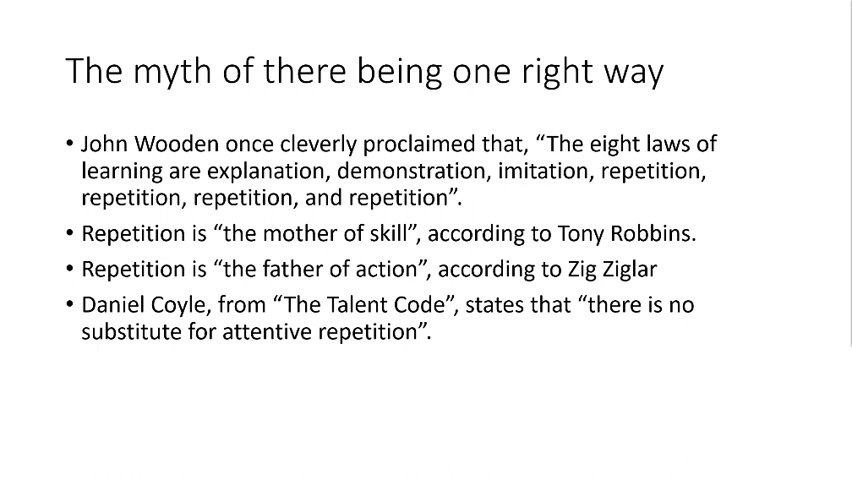 The myth of there being one right way
• John Wooden once cleverly proclaimed that, “The eight laws of
learning are explanation, demonstration, imitation, repetition,
repetition, repetition, and repetition”.
• Repetition is “the mother of skill”, according to Tony Robbins.
• Repetition is “the father of action”, according to Zig Ziglar
• Daniel Coyle, from “The Talent Code”, states that “there is no
substitute for attentive repetition”.